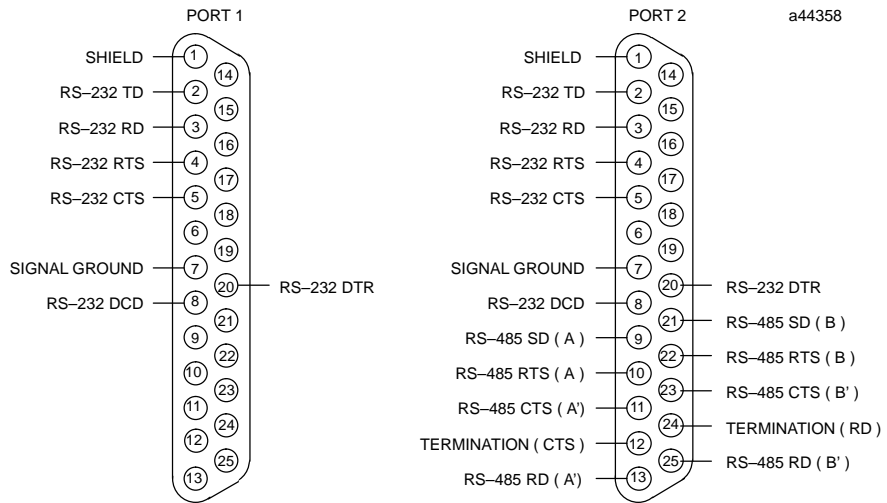 PORT 1
SHIELD 1
14
RS–232 TD 2
15
RS–232 RD 3
16
RS–232 RTS 4
17
RS–232 CTS 5
18
6
19
SIGNAL GROUND 7
20 RS–232 DTR
RS–232 DCD 8
21
9
22
10
23
11
24
12
25
13
PORT 2
a44358
SHIELD 1
14
RS–232 TD 2
15
RS–232 RD 3
16
RS–232 RTS 4
17
RS–232 CTS 5
18
6
19
SIGNAL GROUND 7
20 RS–232 DTR
RS–232 DCD 8
21 RS–485 SD ( B )
RS–485 SD ( A ) 9
22 RS–485 RTS ( B )
RS–485 RTS ( A ) 10
23 RS–485 CTS ( B' )
RS–485 CTS ( A') 11
24 TERMINATION ( RD )
TERMINATION ( CTS ) 12
25 RS–485 RD ( B' )
RS–485 RD ( A') 13